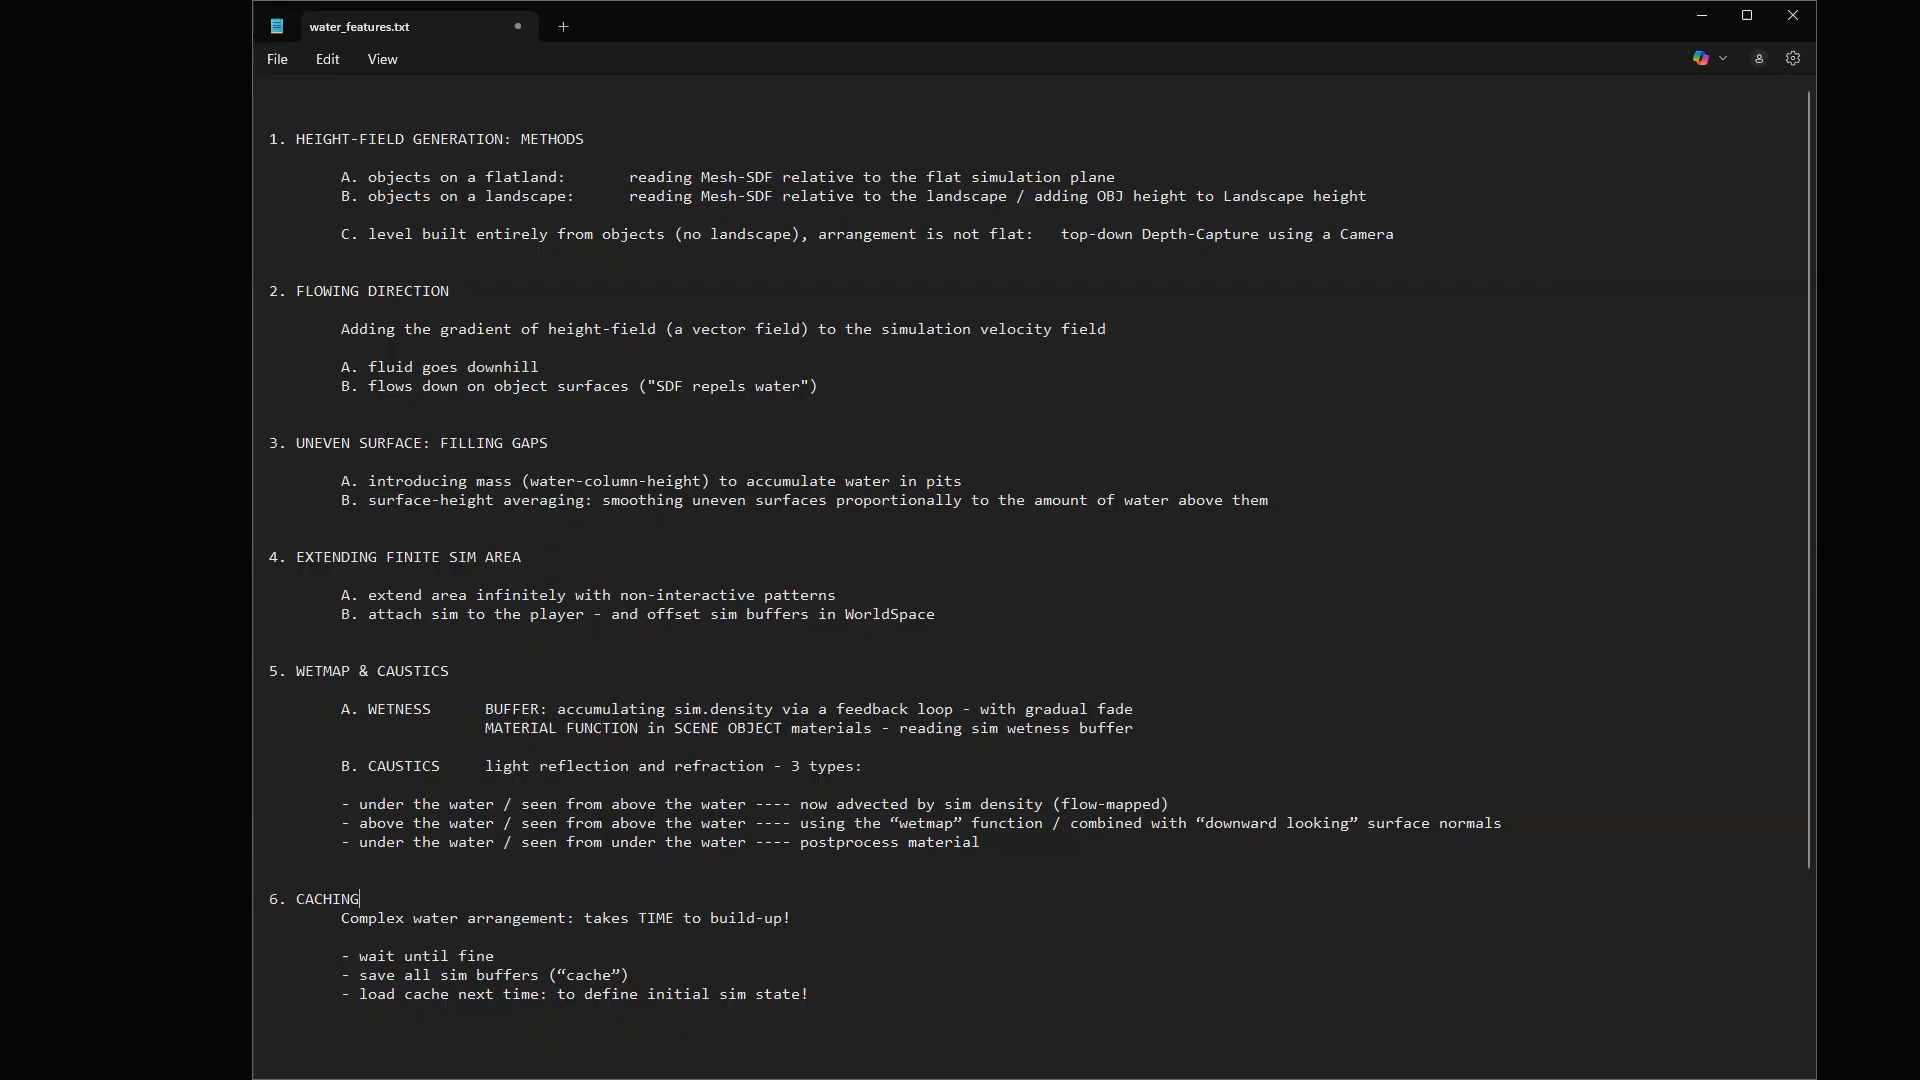 water_features.txt
File Edit View
1. HEIGHT-FIELD GENERATION: METHODS
A. objects on a flatland: reading Mesh-SDF relative to the flat simulation plane
B. objects on a landscape: reading Mesh-SDF relative to the landscape / adding OBJ height to Landscape height
C. level built entirely from objects (no landscape), arrangement is not flat: top-down Depth-Capture using a Camera
2. FLOWING DIRECTION
Adding the gradient of height-field (a vector field) to the simulation velocity field
A. fluid goes downhill
B. flows down on object surfaces ("SDF repels water")
3. UNEVEN SURFACE: FILLING GAPS
A. introducing mass (water-column-height) to accumulate water in pits
B. surface-height averaging: smoothing uneven surfaces proportionally to the amount of water above them
4. EXTENDING FINITE SIM AREA
A. extend area infinitely with non-interactive patterns
B. attach sim to the player - and offset sim buffers in WorldSpace
5. WETMAP & CAUSTICS
A. WETNESS BUFFER: accumulating sim.density via a feedback loop - with gradual fade
MATERIAL FUNCTION in SCENE OBJECT materials - reading sim wetness buffer
B. CAUSTICS light reflection and refraction - 3 types:
- under the water / seen from above the water ---- now advected by sim density (flow-mapped)
- above the water / seen from above the water ---- using the “wetmap” function / combined with “downward looking” surface normals
- under the water / seen from under the water ---- postprocess material
6. CACHING
Complex water arrangement: takes TIME to build-up!
- wait until fine
- save all sim buffers (“cache”)
- load cache next time: to define initial sim state!